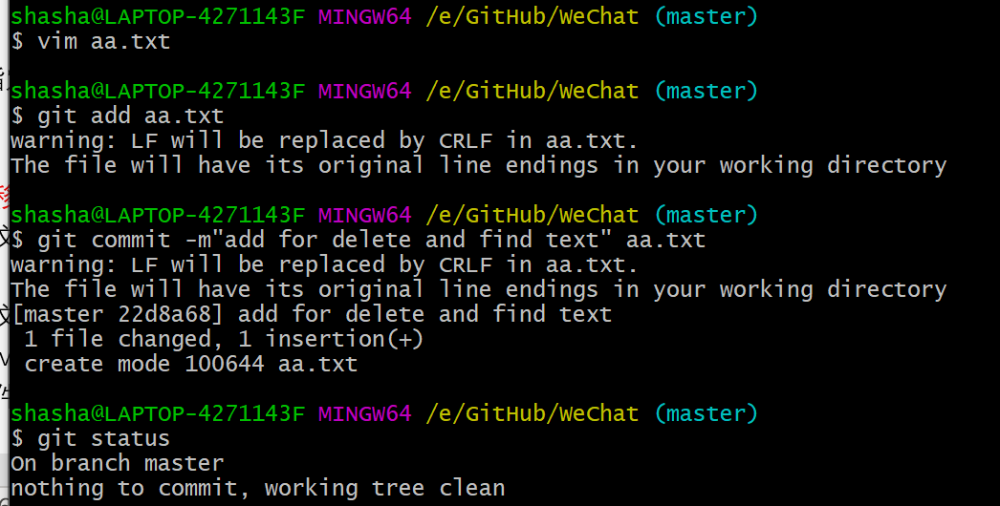 shasha@LAPTOP-4271143F MINGW64 /e/GitHub/WeChat (master)
$ vim aa.txt
shasha@LAPTOP-4271143F MINGW64 /e/GitHub/WeChat (master)
$ git add aa.txt
warning: LF will be replaced by CRLF in aa.txt.
The file will have its original line endings in your working directory
shasha@LAPTOP-4271143F MINGW64 /e/GitHub/WeChat (master)
$ git commit -m"add for delete and find text" aa.txt
warning: LF will be replaced by CRLF in aa.txt.
The file will have its original line endings in your working directory
[master 22d8a68] add for delete and find text
 1 file changed, 1 insertion(+)
 create mode 100644 aa.txt
shasha@LAPTOP-4271143F MINGW64 /e/GitHub/WeChat (master)
$ git status
On branch master
nothing to commit, working tree clean